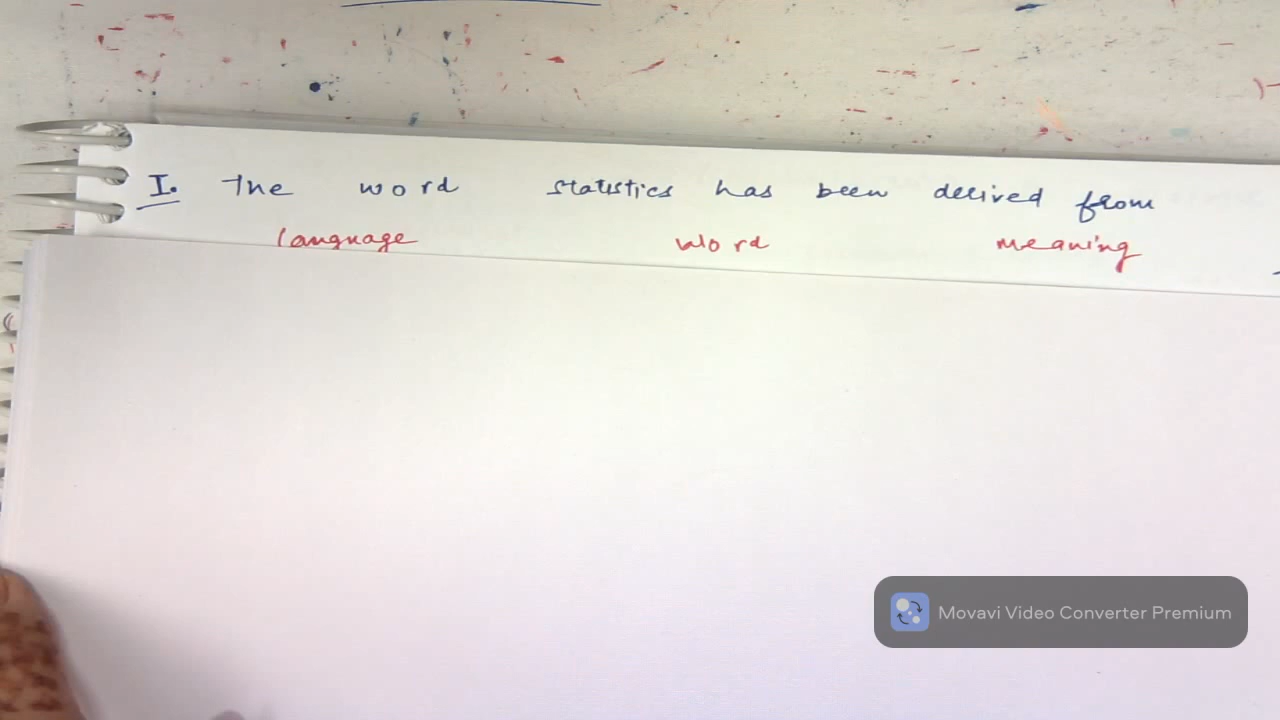 I. The word statistics has been derived from
language word meaning
Movavi Video Converter Premium